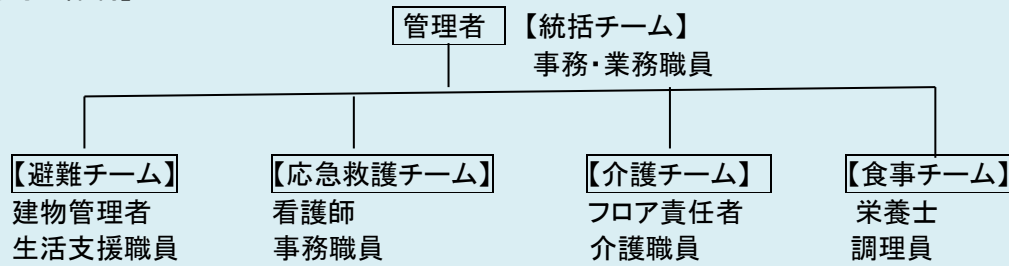 管理者 【統括チーム】
事務・業務職員
【避難チーム】 【応急救護チーム】 【介護チーム】 【食事チーム】
建物管理者 看護師 フロア責任者 栄養士
生活支援職員 事務職員 介護職員 調理員